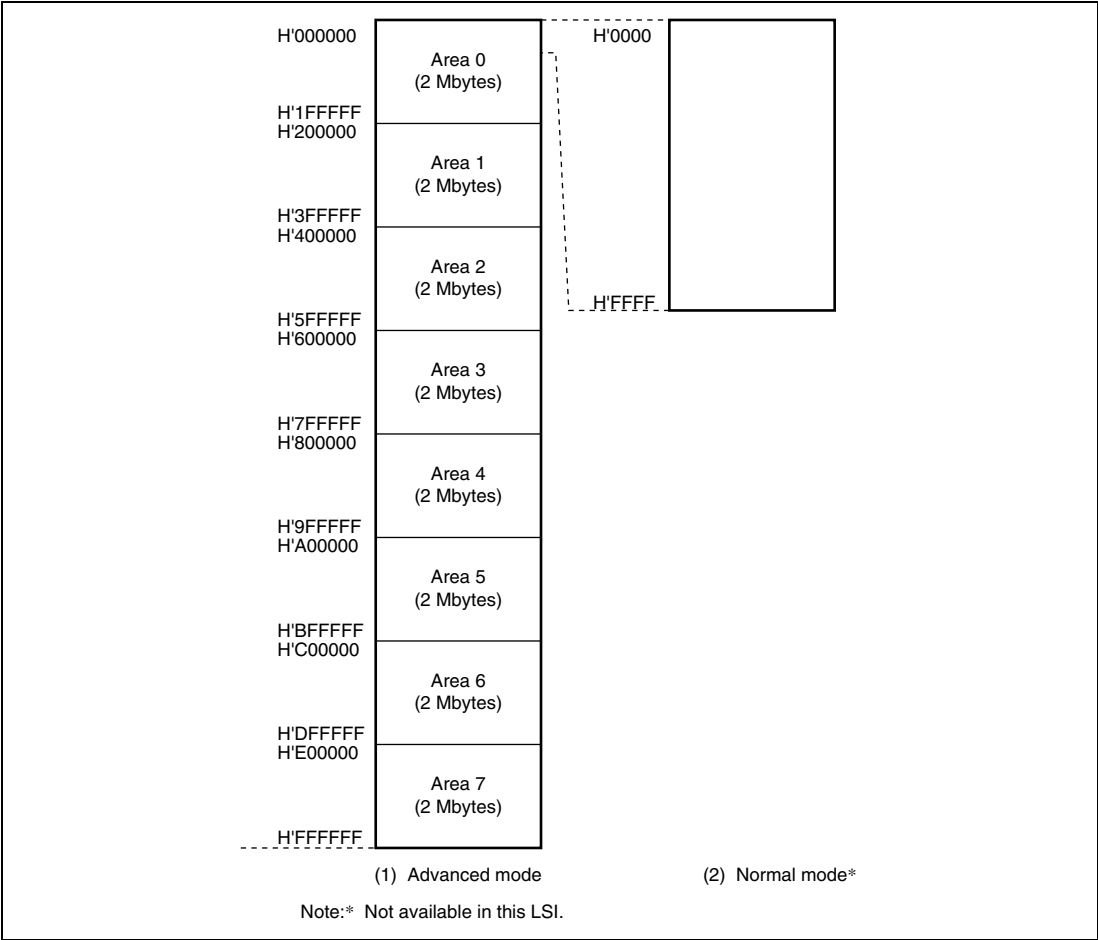 H'000000
Area 0
(2 Mbytes)
H'1FFFFF
H'200000
Area 1
(2 Mbytes)
H'3FFFFF
H'400000
Area 2
(2 Mbytes)
H'5FFFFF
H'600000
Area 3
(2 Mbytes)
H'7FFFFF
H'800000
Area 4
(2 Mbytes)
H'9FFFFF
H'A00000
Area 5
(2 Mbytes)
H'BFFFFF
H'C00000
Area 6
(2 Mbytes)
H'DFFFFF
H'E00000
Area 7
(2 Mbytes)
H'FFFFFF
(1) Advanced mode
H'0000
H'FFFF
(2) Normal mode*
Note:* Not available in this LSI.